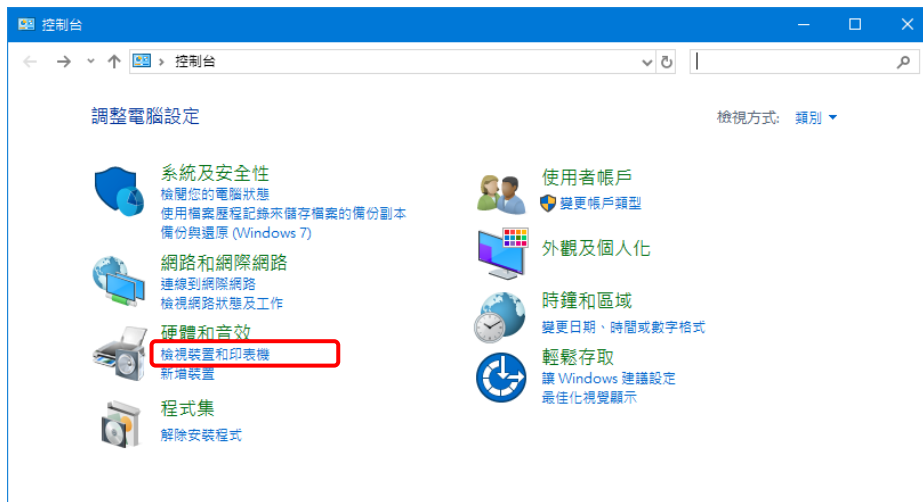 控制台
控制台
調整電腦設定
檢視方式: 類別
系統及安全性
檢閱您的電腦狀態
使用檔案歷程記錄來儲存檔案的備份副本
備份與還原 (Windows 7)
網路和網際網路
連線到網際網路
檢視網路狀態及工作
硬體和音效
檢視裝置和印表機
新增裝置
程式集
解除安裝程式
使用者帳戶
變更帳戶類型
外觀及個人化
時鐘和區域
變更日期、時間或數字格式
輕鬆存取
讓 Windows 建議設定
最佳化視覺顯示